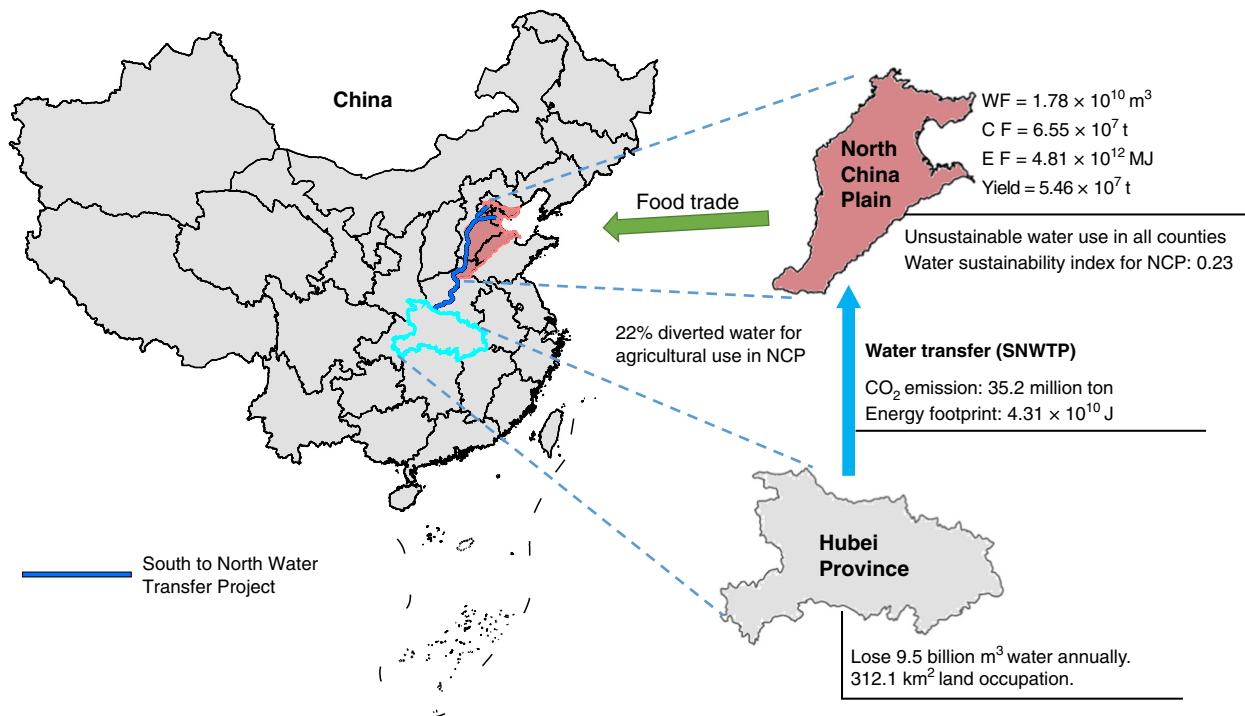 China
North
China
Plain
WF = 1.78 × 10¹⁰ m³
C F = 6.55 × 10⁷ t
E F = 4.81 × 10¹² MJ
Yield = 5.46 × 10⁷ t
Food trade
Unsustainable water use in all counties
Water sustainability index for NCP: 0.23
22% diverted water for
agricultural use in NCP
Water transfer (SNWTP)
CO₂ emission: 35.2 million ton
Energy footprint: 4.31 × 10¹⁰ J
Hubei
Province
South to North Water
Transfer Project
Lose 9.5 billion m³ water annually.
312.1 km² land occupation.